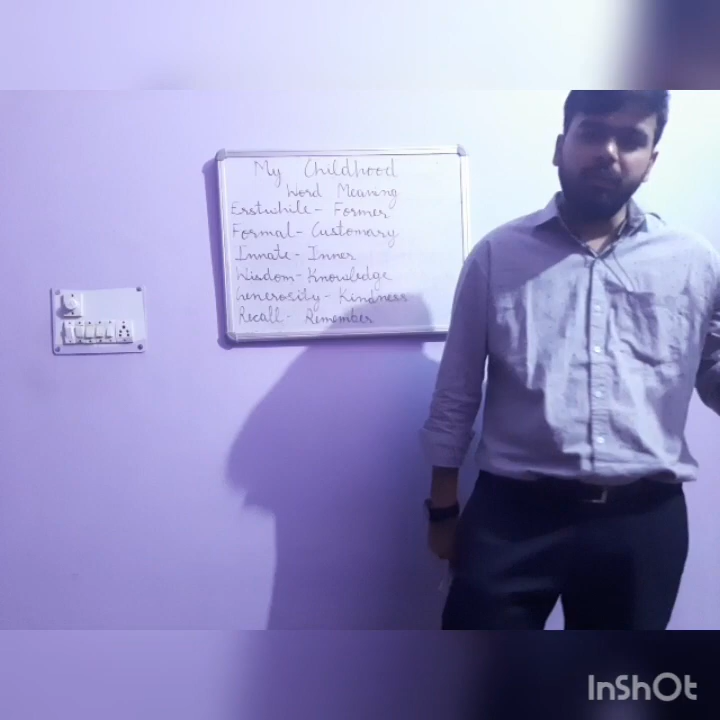 My Childhood
Word Meaning
Erstwhile - Former
Formal - Customary
Innate - Inner
Wisdom - Knowledge
Generosity - Kindness
Recall - Remember
InShOt